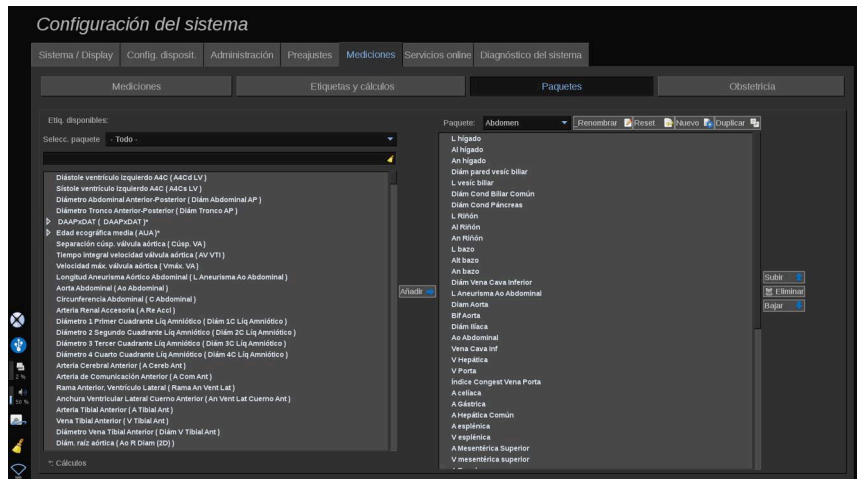 Configuración del sistema
Sistema / Display
Config. disposit.
Administración
Preajustes
Mediciones
Servicios online
Diagnóstico del sistema
Mediciones
Etiquetas y cálculos
Paquetes
Obstetricia
Etiq. disponibles:
Selecc. paquete - Todo -
Diástole ventrículo izquierdo A4C ( A4Cd LV )
Sístole ventrículo izquierdo A4C ( A4Cs LV )
Diámetro Abdominal Anterior-Posterior ( Diám Abdominal AP )
Diámetro Tronco Anterior-Posterior ( Diám Tronco AP )
DAAPxDAT ( DAAPxDAT )*
Edad ecográfica media ( AUA )*
Separación cúsp. válvula aórtica ( Cúsp. VA )
Tiempo integral velocidad válvula aórtica ( AV VTI )
Velocidad máx. válvula aórtica ( Vmáx. VA )
Longitud Aneurisma Aórtico Abdominal ( L Aneurisma Ao Abdominal )
Aorta Abdominal ( Ao Abdominal )
Circunferencia Abdominal ( C Abdominal )
Arteria Renal Accesoria ( A Re Accl )
Diámetro 1 Primer Cuadrante Líq Amniótico ( Diám 1C Líq Amniótico )
Diámetro 2 Segundo Cuadrante Líq Amniótico ( Diám 2C Líq Amniótico )
Diámetro 3 Tercer Cuadrante Líq Amniótico ( Diám 3C Líq Amniótico )
Diámetro 4 Cuarto Cuadrante Líq Amniótico ( Diám 4C Líq Amniótico )
Arteria Cerebral Anterior ( A Cereb Ant )
Arteria de Comunicación Anterior ( A Com Ant )
Rama Anterior, Ventrículo Lateral ( Rama An Vent Lat )
Anchura Ventricular Lateral Cuerno Anterior ( An Vent Lat Cuerno Ant )
Arteria Tibial Anterior ( A Tibial Ant )
Vena Tibial Anterior ( V Tibial Ant )
Diámetro Vena Tibial Anterior ( Diám V Tibial Ant )
Diám. raíz aórtica ( Ao R Diam (2D) )
*: Cálculos
Añadir
Paquete: Abdomen
Renombrar
Reset
Nuevo
Duplicar
L hígado
Al hígado
An hígado
Diám pared vesíc biliar
L vesic biliar
Diám Cond Biliar Común
Diám Cond Páncreas
L Riñón
Al Riñón
An Riñón
L bazo
Alt bazo
An bazo
Diám Vena Cava Inferior
L Aneurisma Ao Abdominal
Diam Aorta
Bif Aorta
Diám Ilíaca
Ao Abdominal
Vena Cava Inf
V Hepática
V Porta
Índice Congest Vena Porta
A celíaca
A Gástrica
A Hepática Común
A esplénica
V esplénica
A Mesentérica Superior
V mesentérica superior
Subir
Eliminar
Bajar
2 %
50 %